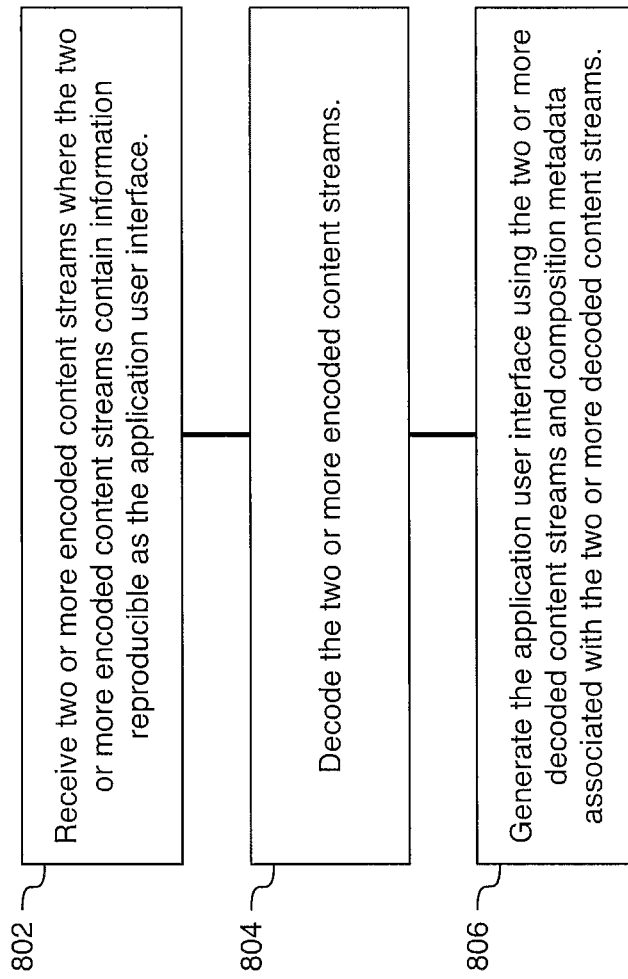 802
Receive two or more encoded content streams where the two
or more encoded content streams contain information
reproducible as the application user interface.
804
Decode the two or more encoded content streams.
806
Generate the application user interface using the two or more
decoded content streams and composition metadata
associated with the two or more decoded content streams.